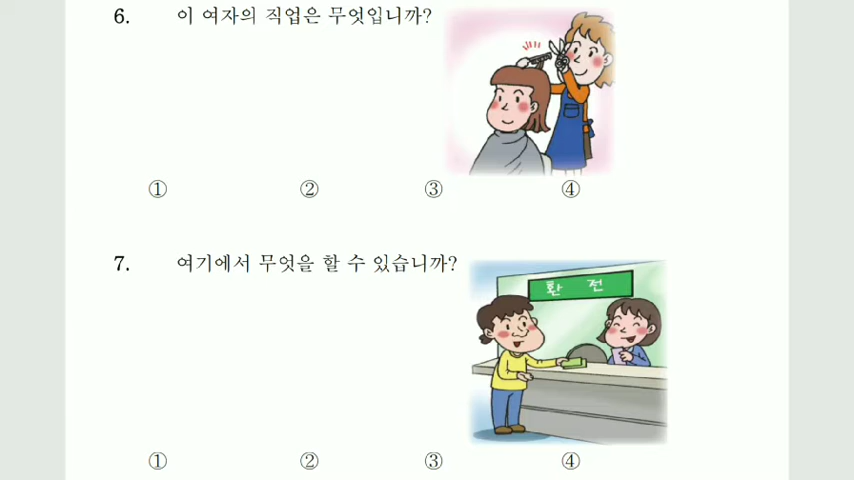 6. 이 여자의 직업은 무엇입니까?
① ② ③ ④
7. 여기에서 무엇을 할 수 있습니까?
환 전
① ② ③ ④